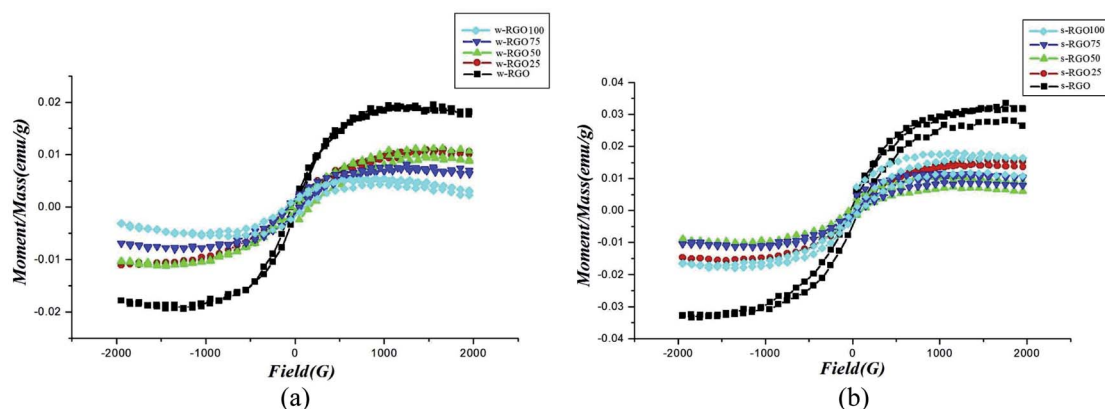 w-RGO100
w-RGO75
w-RGO50
w-RGO25
w-RGO
0.02
0.01
0.00
-0.01
-0.02
Moment/Mass(emu/g)
-2000 -1000 0 1000 2000
Field(G)
(a)
s-RGO100
s-RGO75
s-RGO50
s-RGO25
s-RGO
0.04
0.03
0.02
0.01
0.00
-0.01
-0.02
-0.03
-0.04
Moment/Mass(emu/g)
-2000 -1000 0 1000 2000
Field(G)
(b)